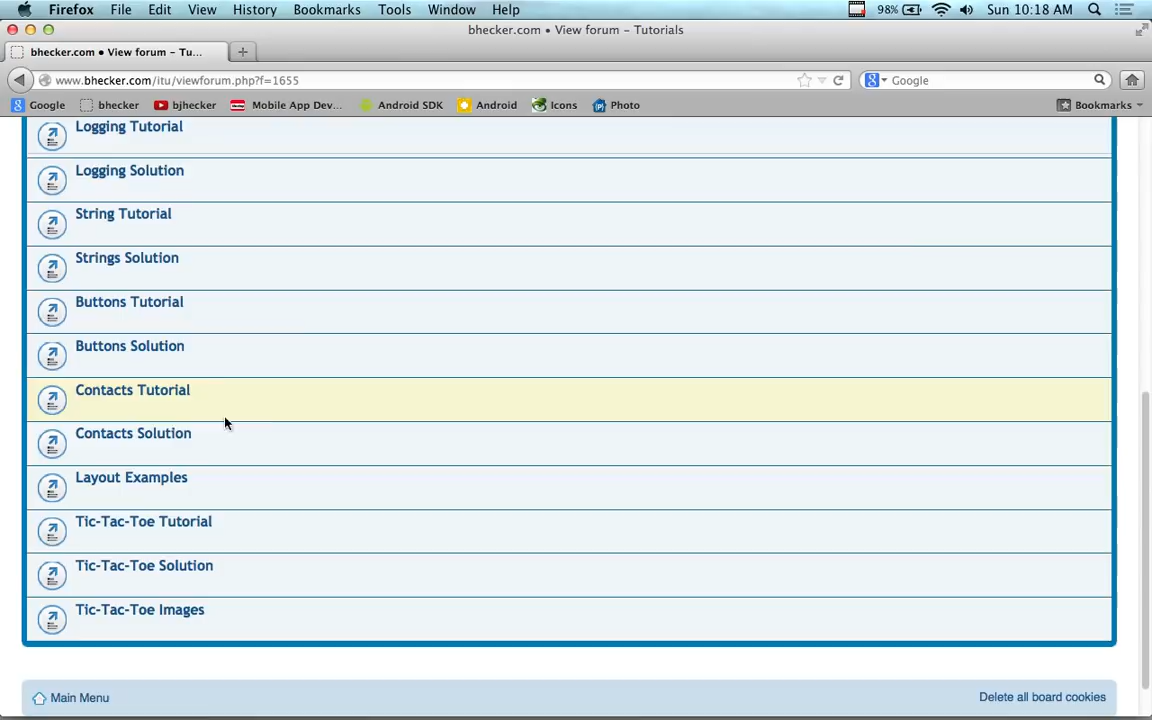 Firefox File Edit View History Bookmarks Tools Window Help 98% Sun 10:18 AM
bhecker.com • View forum – Tutorials
bhecker.com • View forum – Tu...
www.bhecker.com/itu/viewforum.php?f=1655 Google
Google bhecker bjhecker Mobile App Dev... Android SDK Android Icons Photo Bookmarks
Logging Tutorial
Logging Solution
String Tutorial
Strings Solution
Buttons Tutorial
Buttons Solution
Contacts Tutorial
Contacts Solution
Layout Examples
Tic-Tac-Toe Tutorial
Tic-Tac-Toe Solution
Tic-Tac-Toe Images
Main Menu Delete all board cookies